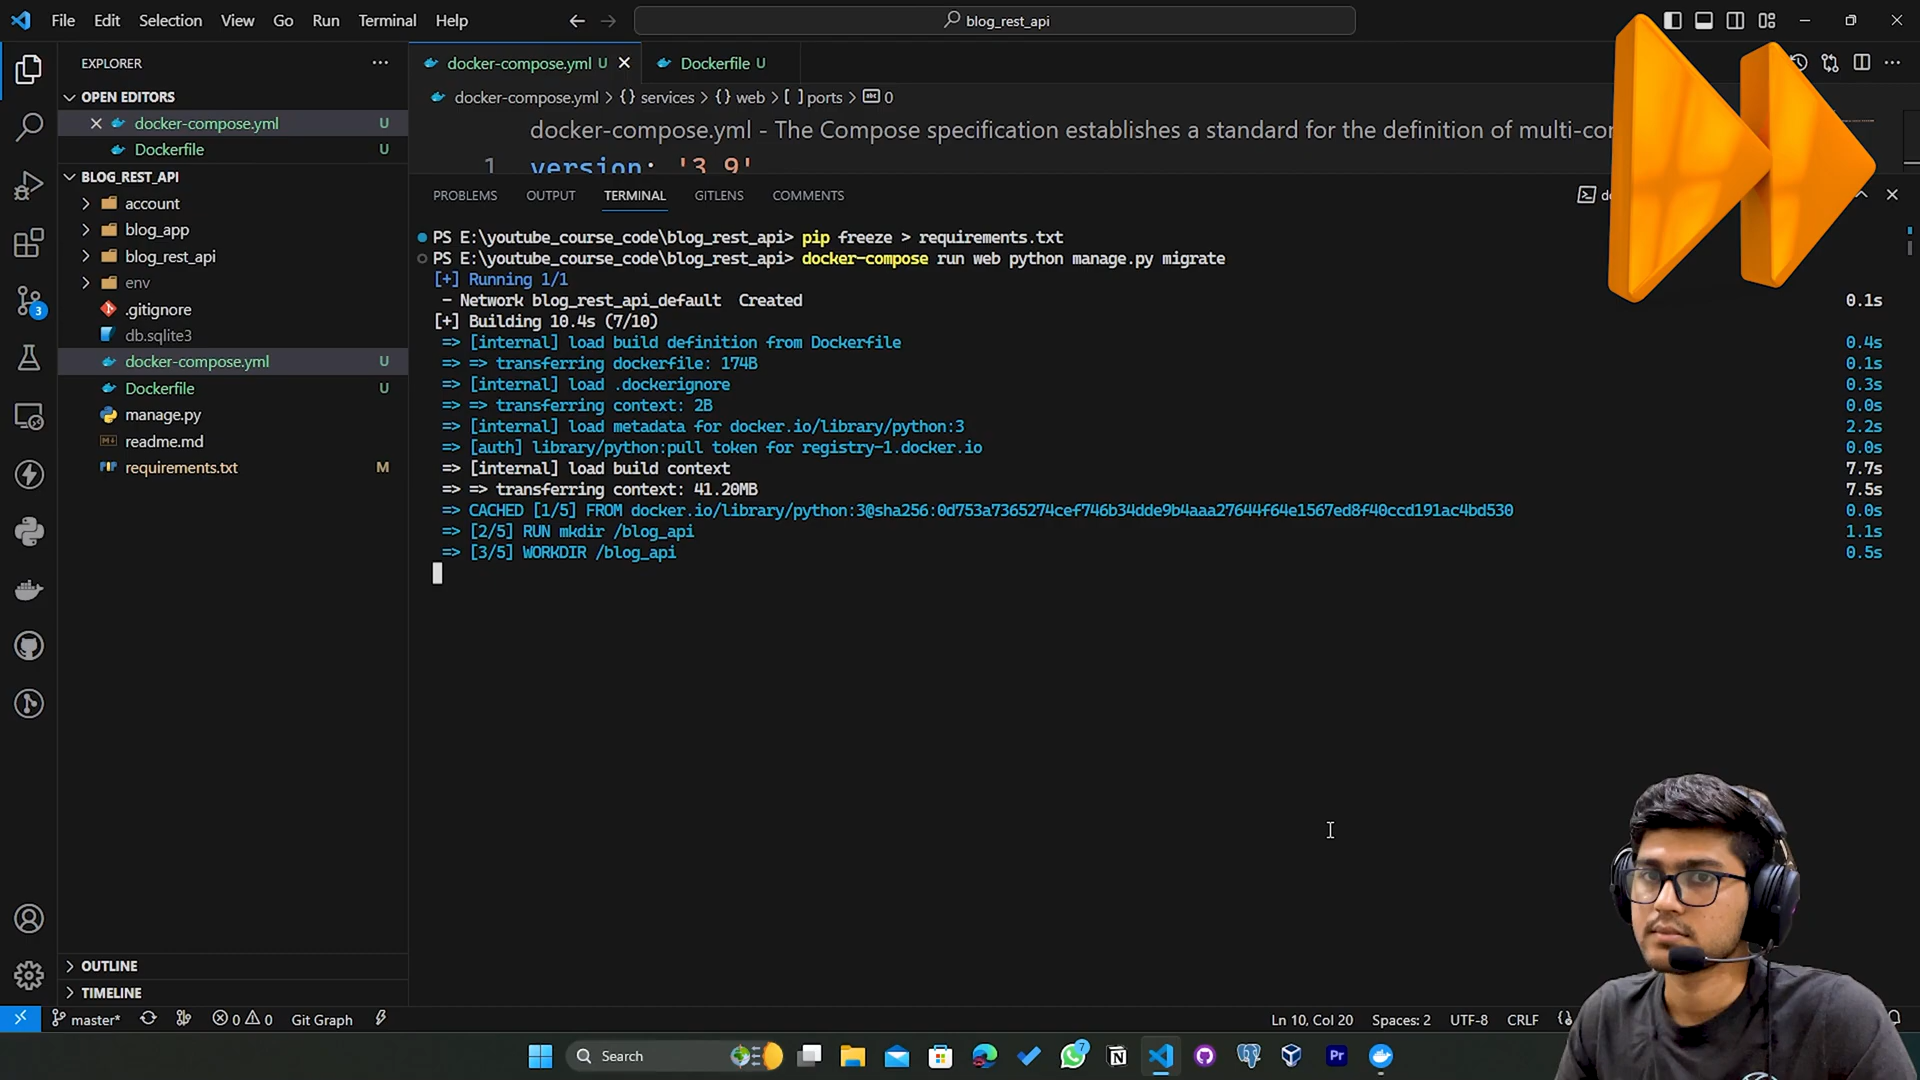 File Edit Selection View Go Run Terminal Help
blog_rest_api
EXPLORER
OPEN EDITORS
docker-compose.yml U
Dockerfile U
BLOG_REST_API
account
blog_app
blog_rest_api
env
.gitignore
db.sqlite3
docker-compose.yml U
Dockerfile U
manage.py
readme.md
requirements.txt M
OUTLINE
TIMELINE
3
docker-compose.yml U
Dockerfile U
docker-compose.yml > {} services > {} web > [ ] ports > abc 0
docker-compose.yml - The Compose specification establishes a standard for the definition of
1 version: '3.9'
PROBLEMS OUTPUT TERMINAL GITLENS COMMENTS
PS E:\youtube_course_code\blog_rest_api> pip freeze > requirements.txt
PS E:\youtube_course_code\blog_rest_api> docker-compose run web python manage.py migrate
[+] Running 1/1
- Network blog_rest_api_default Created 0.1s
[+] Building 10.4s (7/10)
=> [internal] load build definition from Dockerfile 0.4s
=> => transferring dockerfile: 174B 0.1s
=> [internal] load .dockerignore 0.3s
=> => transferring context: 2B 0.0s
=> [internal] load metadata for docker.io/library/python:3 2.2s
=> [auth] library/python:pull token for registry-1.docker.io 0.0s
=> [internal] load build context 7.7s
=> => transferring context: 41.20MB 7.5s
=> CACHED [1/5] FROM docker.io/library/python:3@sha256:0d753a7365274cef746b34dde9b4aaa27644f64e1567ed8f40ccd191ac4bd530 0.0s
=> [2/5] RUN mkdir /blog_api 1.1s
=> [3/5] WORKDIR /blog_api 0.5s
master* 0 0 Git Graph
Ln 10, Col 20 Spaces: 2 UTF-8 CRLF
Search
7
Pr